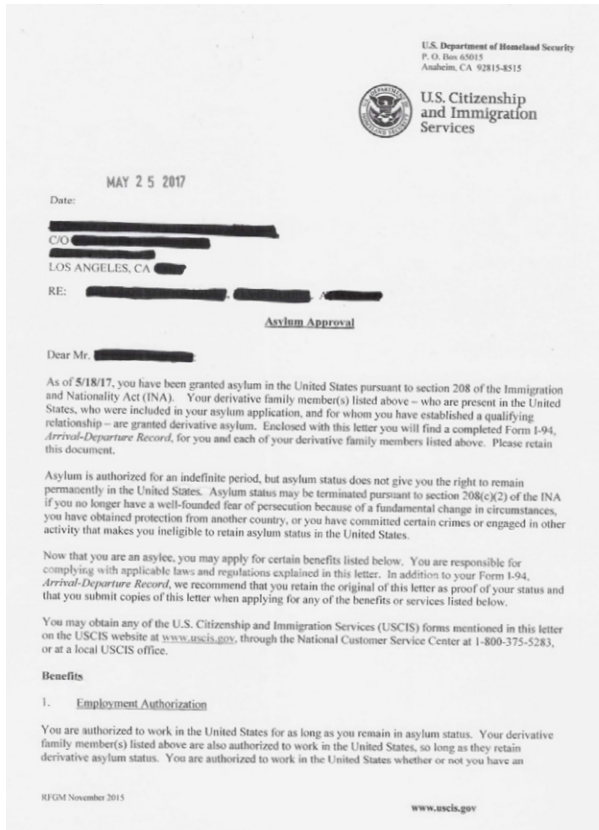 U.S. Department of Homeland Security
P. O. Box 65015
Anaheim, CA 92815-8515
U.S. Citizenship
and Immigration
Services
MAY 25 2017
Date:
C/O
LOS ANGELES, CA
RE:
Asylum Approval
Dear Mr.
As of 5/18/17, you have been granted asylum in the United States pursuant to section 208 of the Immigration
and Nationality Act (INA). Your derivative family member(s) listed above – who are present in the United
States, who were included in your asylum application, and for whom you have established a qualifying
relationship – are granted derivative asylum. Enclosed with this letter you will find a completed Form I-94,
Arrival-Departure Record, for you and each of your derivative family members listed above. Please retain
this document.
Asylum is authorized for an indefinite period, but asylum status does not give you the right to remain
permanently in the United States. Asylum status may be terminated pursuant to section 208(c)(2) of the INA
if you no longer have a well-founded fear of persecution because of a fundamental change in circumstances,
you have obtained protection from another country, or you have committed certain crimes or engaged in other
activity that makes you ineligible to retain asylum status in the United States.
Now that you are an asylee, you may apply for certain benefits listed below. You are responsible for
complying with applicable laws and regulations explained in this letter. In addition to your Form I-94,
Arrival-Departure Record, we recommend that you retain the original of this letter as proof of your status and
that you submit copies of this letter when applying for any of the benefits or services listed below.
You may obtain any of the U.S. Citizenship and Immigration Services (USCIS) forms mentioned in this letter
on the USCIS website at www.uscis.gov, through the National Customer Service Center at 1-800-375-5283,
or at a local USCIS office.
Benefits
1. Employment Authorization
You are authorized to work in the United States for as long as you remain in asylum status. Your derivative
family member(s) listed above are also authorized to work in the United States, so long as they retain
derivative asylum status. You are authorized to work in the United States whether or not you have an
RFGM November 2015
www.uscis.gov